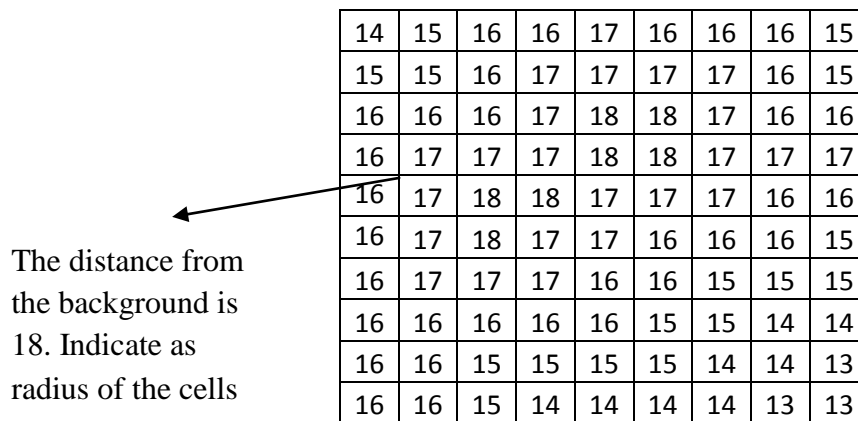 14 15 16 16 17 16 16 16 15
15 15 16 17 17 17 17 16 15
16 16 16 17 18 18 17 16 16
16 17 17 17 18 18 17 17 17
16 17 18 18 17 17 17 16 16
16 17 18 17 17 16 16 16 15
16 17 17 17 16 16 15 15 15
16 16 16 16 16 15 15 14 14
16 16 15 15 15 15 14 14 13
16 16 15 14 14 14 14 13 13
The distance from
the background is
18. Indicate as
radius of the cells